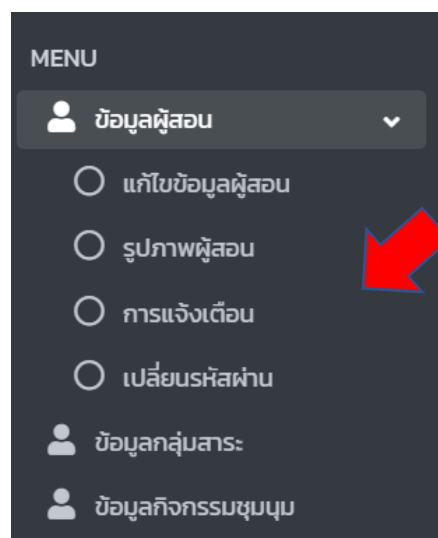 MENU
ข้อมูลผู้สอน
แก้ไขข้อมูลผู้สอน
รูปภาพผู้สอน
การแจ้งเตือน
เปลี่ยนรหัสผ่าน
ข้อมูลกลุ่มสาระ
ข้อมูลกิจกรรมชุมนุม